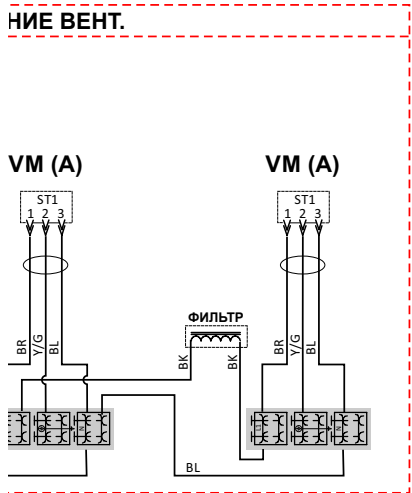 НИЕ ВЕНТ.
VM (A) VM (A)
ST1 ST1
1 2 3 1 2 3
BR Y/G BL BR Y/G BL
ФИЛЬТР
BK BK
N L1 N
BL